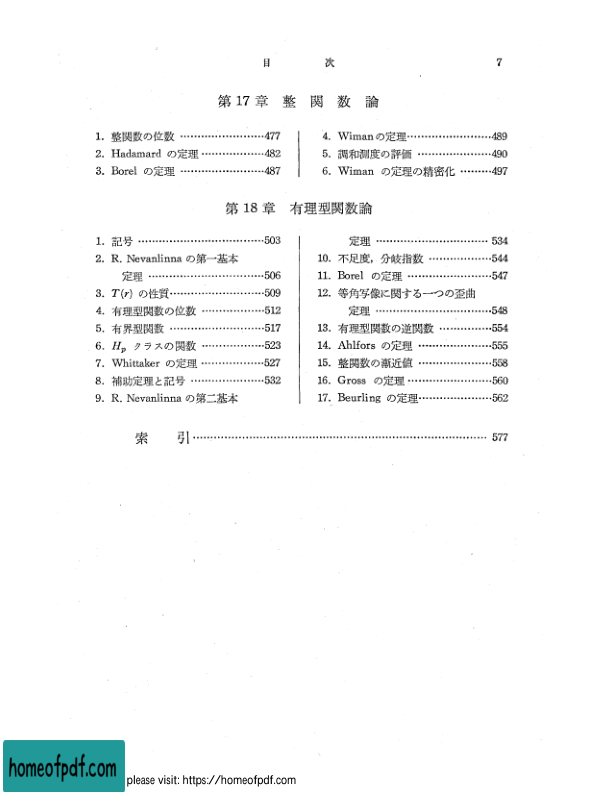 目 次 7
第17章 整関数論
1. 整関数の位数 ························477
2. Hadamard の定理··················482
3. Borel の定理 ························487
4. Wimanの定理························489
5. 調和測度の評価 ····················490
6. Wiman の定理の精密化 ·········497
第18章 有理型関数論
1. 記号 ····································503
2. R. Nevanlinna の第一基本
定理 ·································506
3. T(r) の性質···························509
4. 有理型関数の位数 ··················512
5. 有界型関数 ···························517
6. Hp クラスの関数 ··················523
7. Whittaker の定理 ··················527
8. 補助定理と記号 ·····················532
9. R. Nevanlinna の第二基本
定理 ································ 534
10. 不足度，分岐指数 ··················544
11. Borel の定理 ························547
12. 等角写像に関する一つの歪曲
定理 ·································548
13. 有理型関数の逆関数 ···············554
14. Ahlfors の定理 ·····················555
15. 整関数の漸近値 ·····················558
16. Gross の定理························560
17. Beurling の定理·····················562
索 引······················································ 577
homeofpdf.com
please visit: https://homeofpdf.com